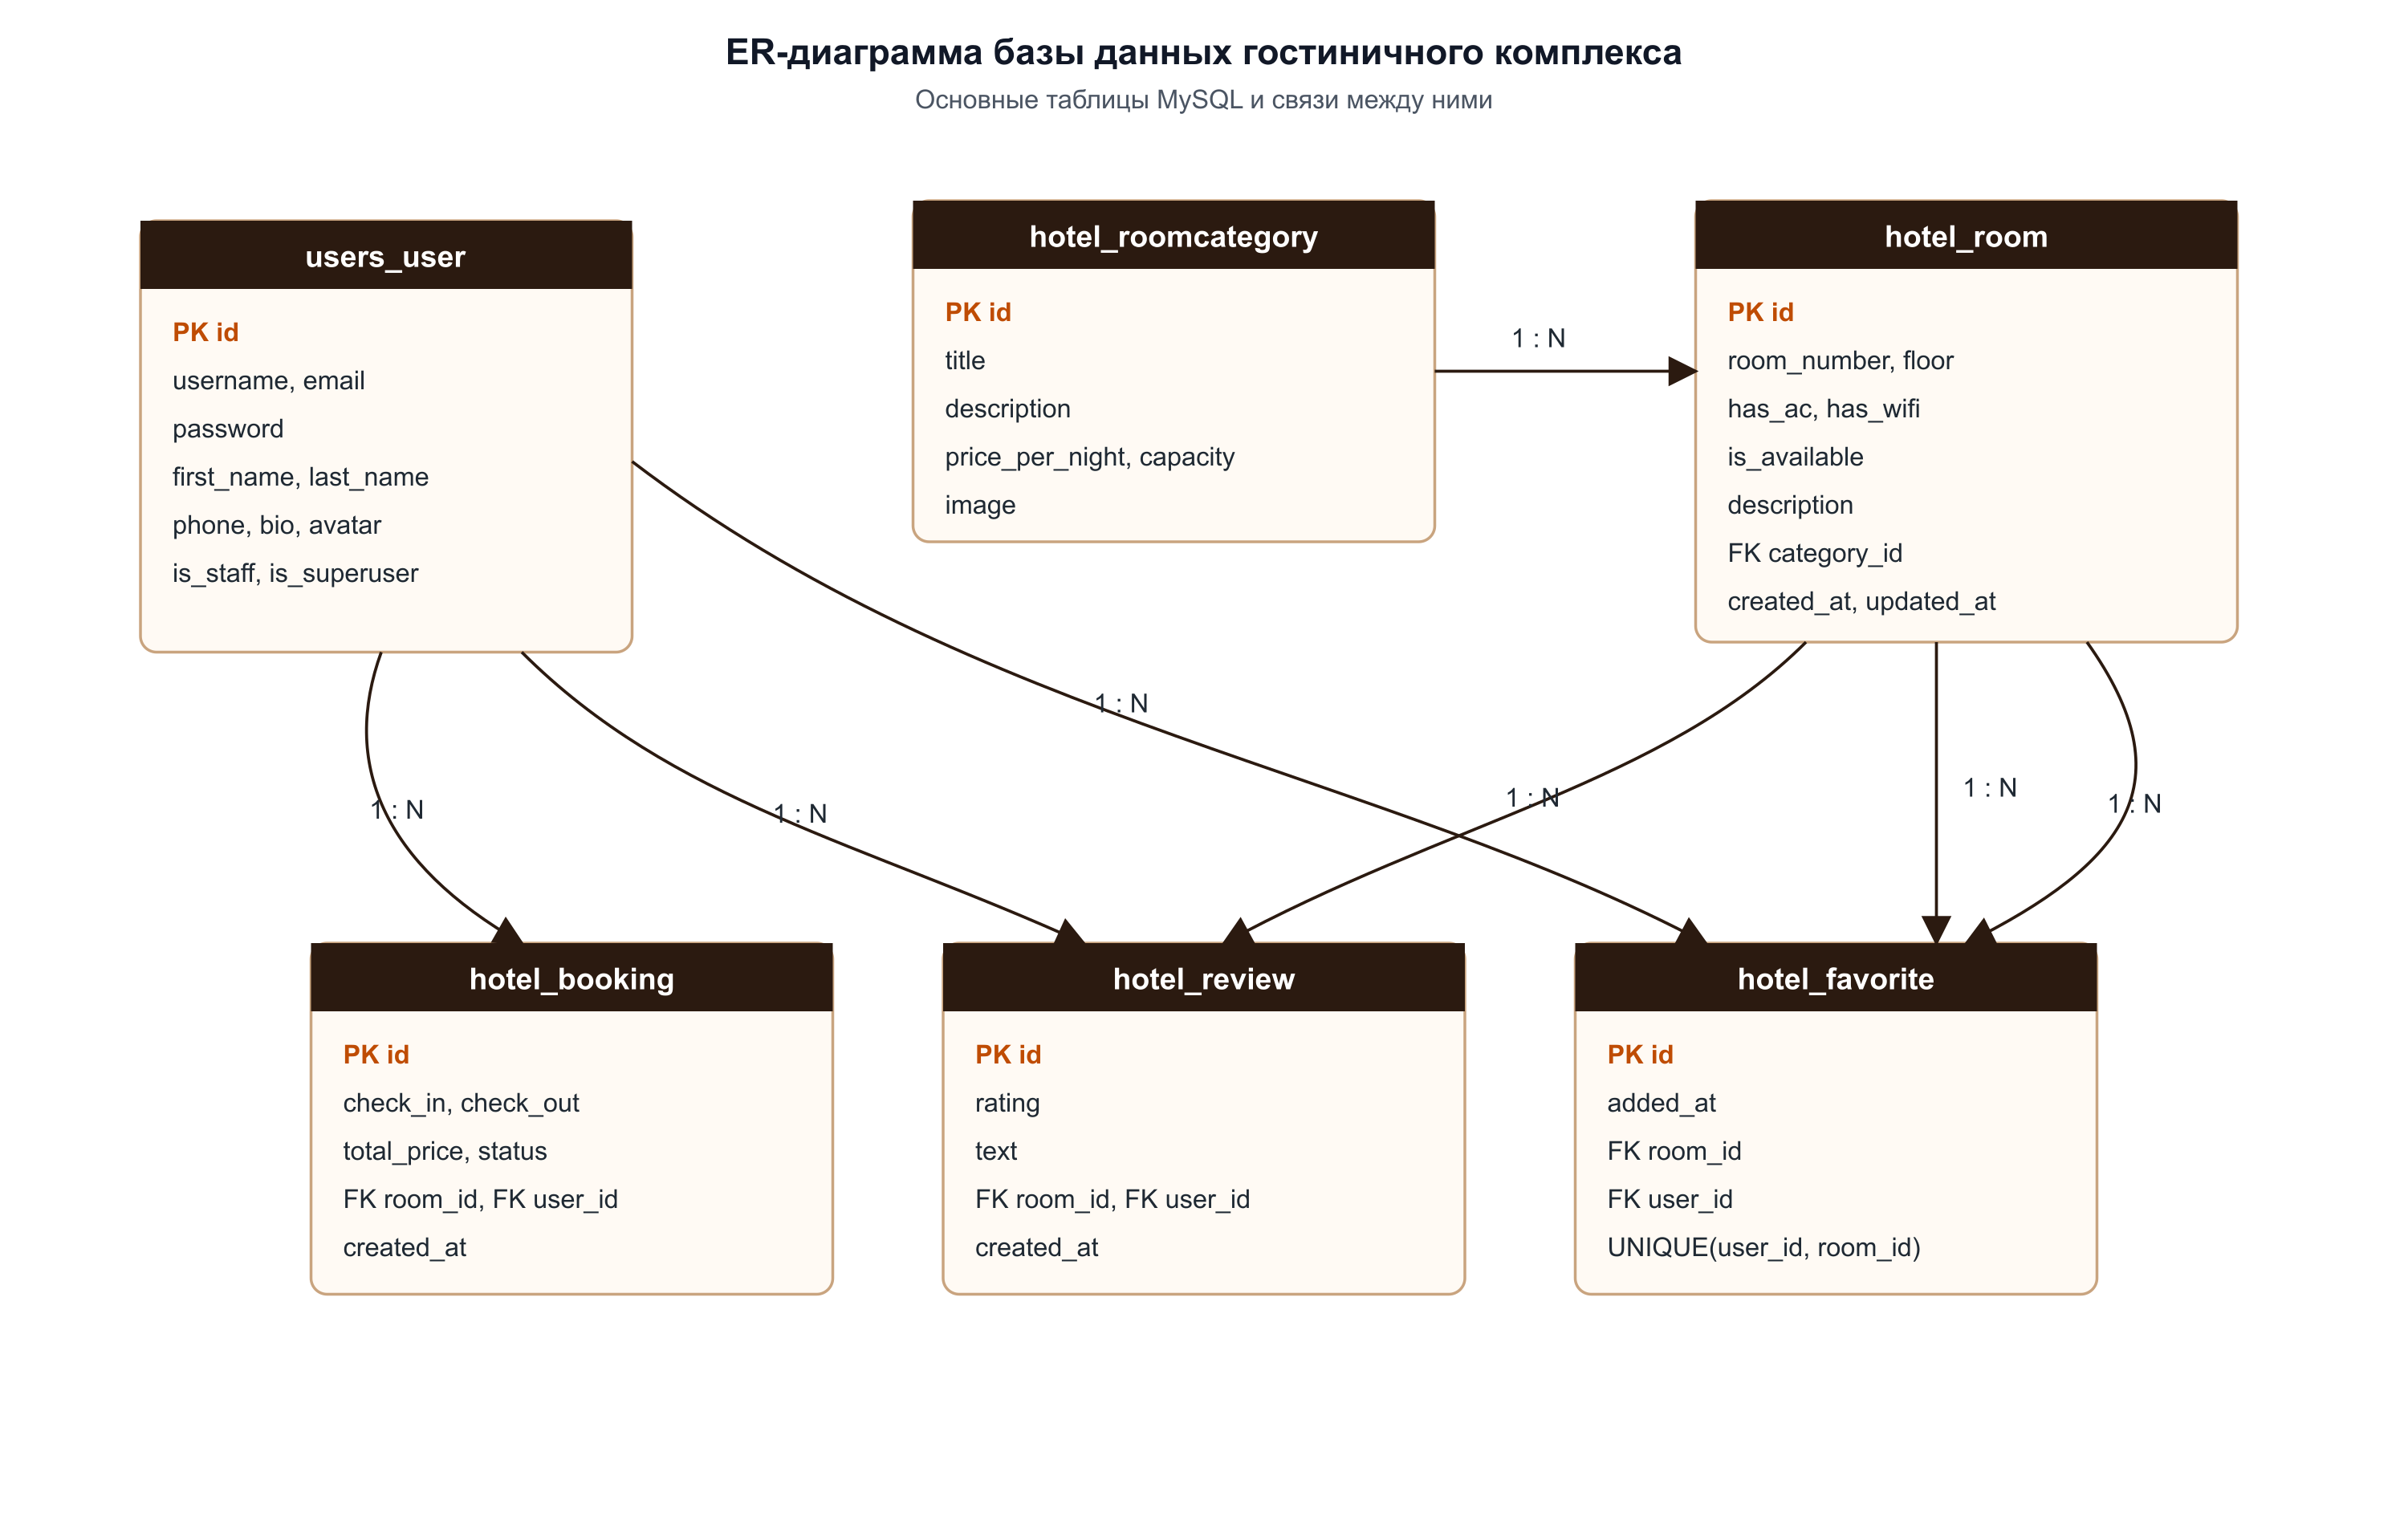 ER-диаграмма базы данных гостиничного комплекса
Основные таблицы MySQL и связи между ними
users_user
PK id
username, email
password
first_name, last_name
phone, bio, avatar
is_staff, is_superuser
hotel_roomcategory
PK id
title
description
price_per_night, capacity
image
1 : N
hotel_room
PK id
room_number, floor
has_ac, has_wifi
is_available
description
FK category_id
created_at, updated_at
1 : N
1 : N
1 : N
1 : N
1 : N
1 : N
hotel_booking
PK id
check_in, check_out
total_price, status
FK room_id, FK user_id
created_at
hotel_review
PK id
rating
text
FK room_id, FK user_id
created_at
hotel_favorite
PK id
added_at
FK room_id
FK user_id
UNIQUE(user_id, room_id)